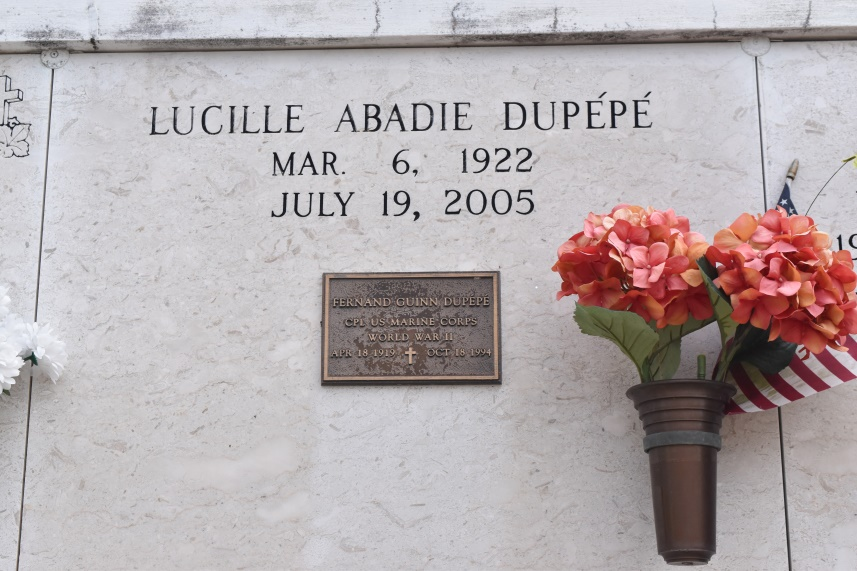 LUCILLE ABADIE DUPÉPÉ
MAR. 6, 1922
JULY 19, 2005
FERNAND GUINN DUPEPE
CPL US MARINE CORPS
WORLD WAR II
APR 18 1919 OCT 18 1994